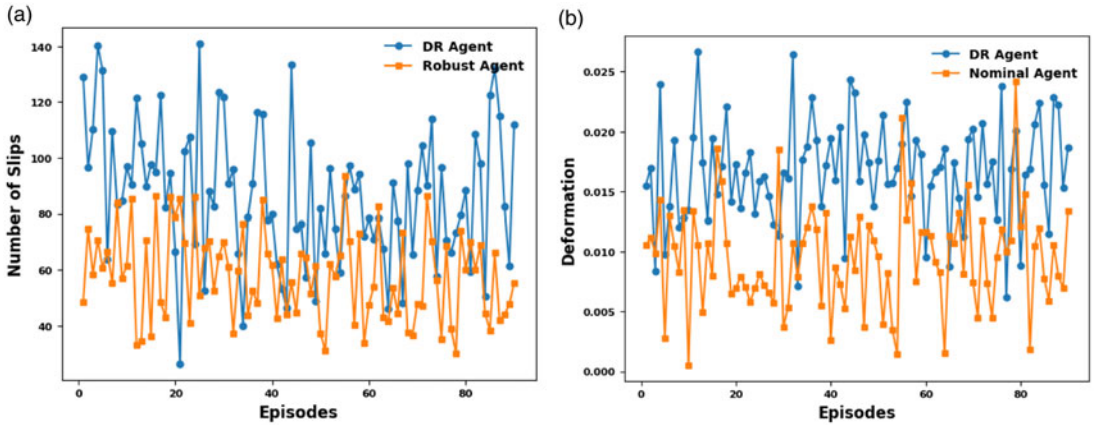 (a)
DR Agent
Robust Agent
140
120
100
80
60
40
Number of Slips
0
20
40
60
80
Episodes
(b)
DR Agent
Nominal Agent
0.025
0.020
0.015
0.010
0.005
0.000
Deformation
0
20
40
60
80
Episodes